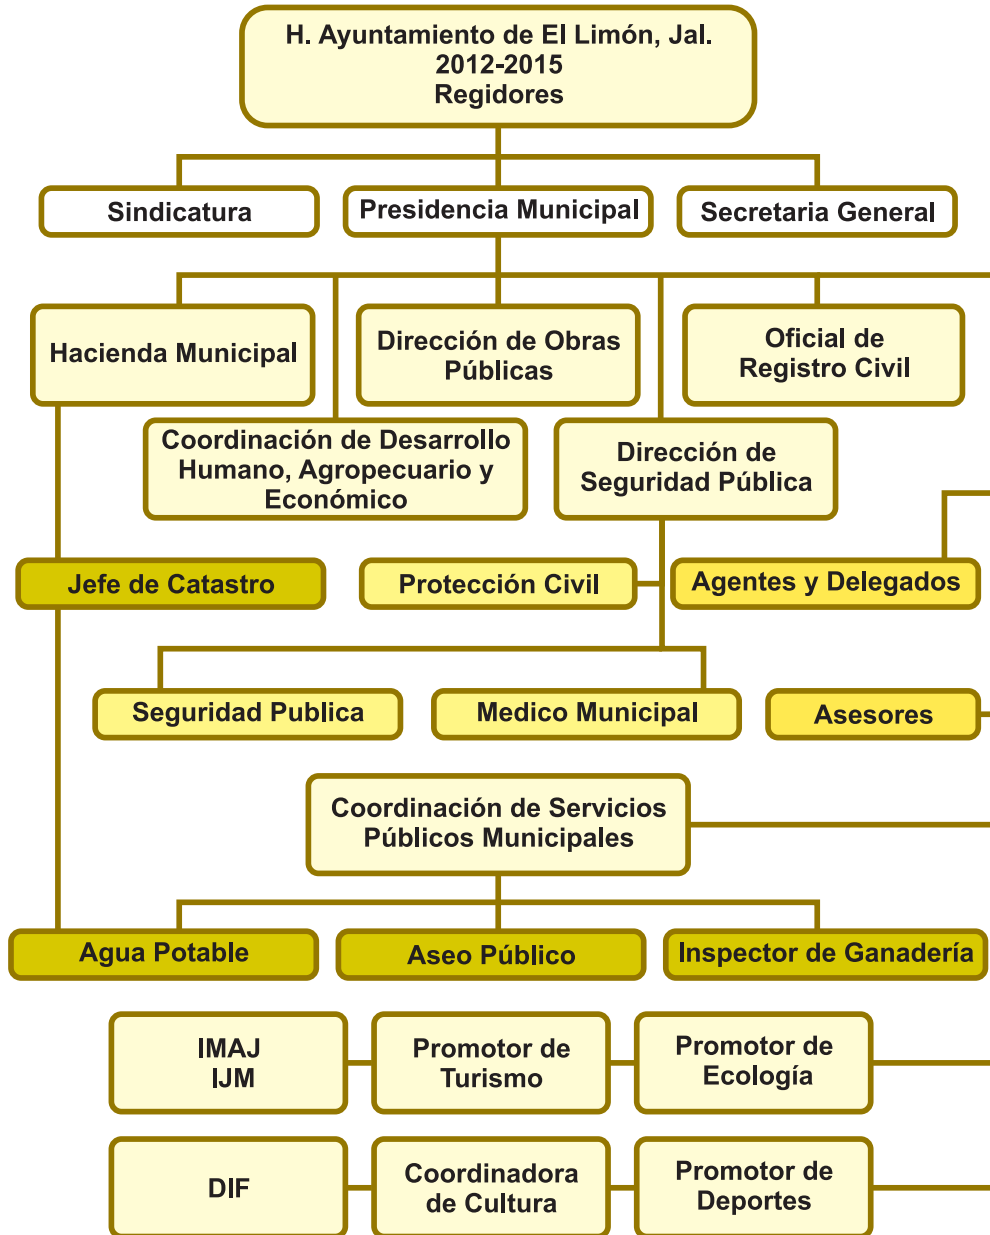 H. Ayuntamiento de El Limón, Jal.
2012-2015
Regidores
Sindicatura
Presidencia Municipal
Secretaria General
Hacienda Municipal
Dirección de Obras
Públicas
Oficial de
Registro Civil
Coordinación de Desarrollo
Humano, Agropecuario y
Económico
Dirección de
Seguridad Pública
Jefe de Catastro
Protección Civil
Agentes y Delegados
Seguridad Publica
Medico Municipal
Asesores
Coordinación de Servicios
Públicos Municipales
Agua Potable
Aseo Público
Inspector de Ganadería
IMAJ
IJM
Promotor de
Turismo
Promotor de
Ecología
DIF
Coordinadora
de Cultura
Promotor de
Deportes